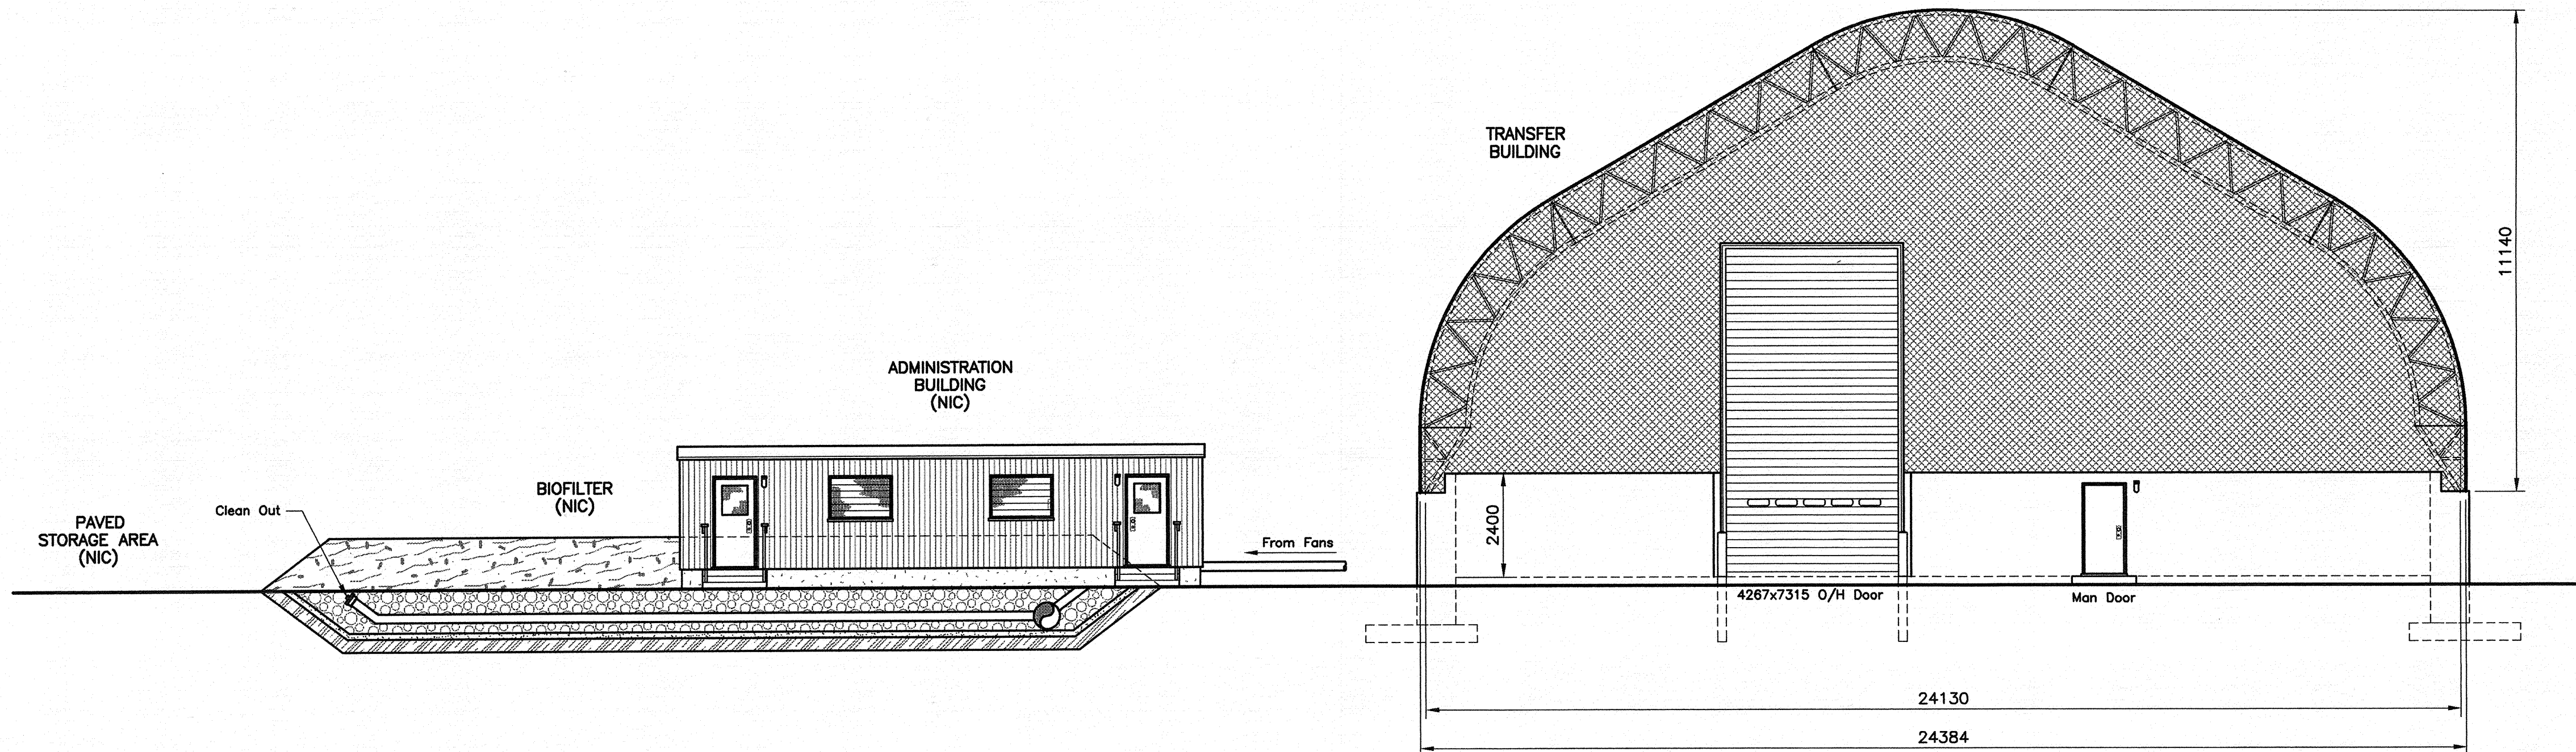 PAVED
STORAGE AREA
(NIC)
Clean Out
BIOFILTER
(NIC)
ADMINISTRATION
BUILDING
(NIC)
From Fans
TRANSFER
BUILDING
11140
2400
4267x7315 O/H Door
Man Door
24130
24384